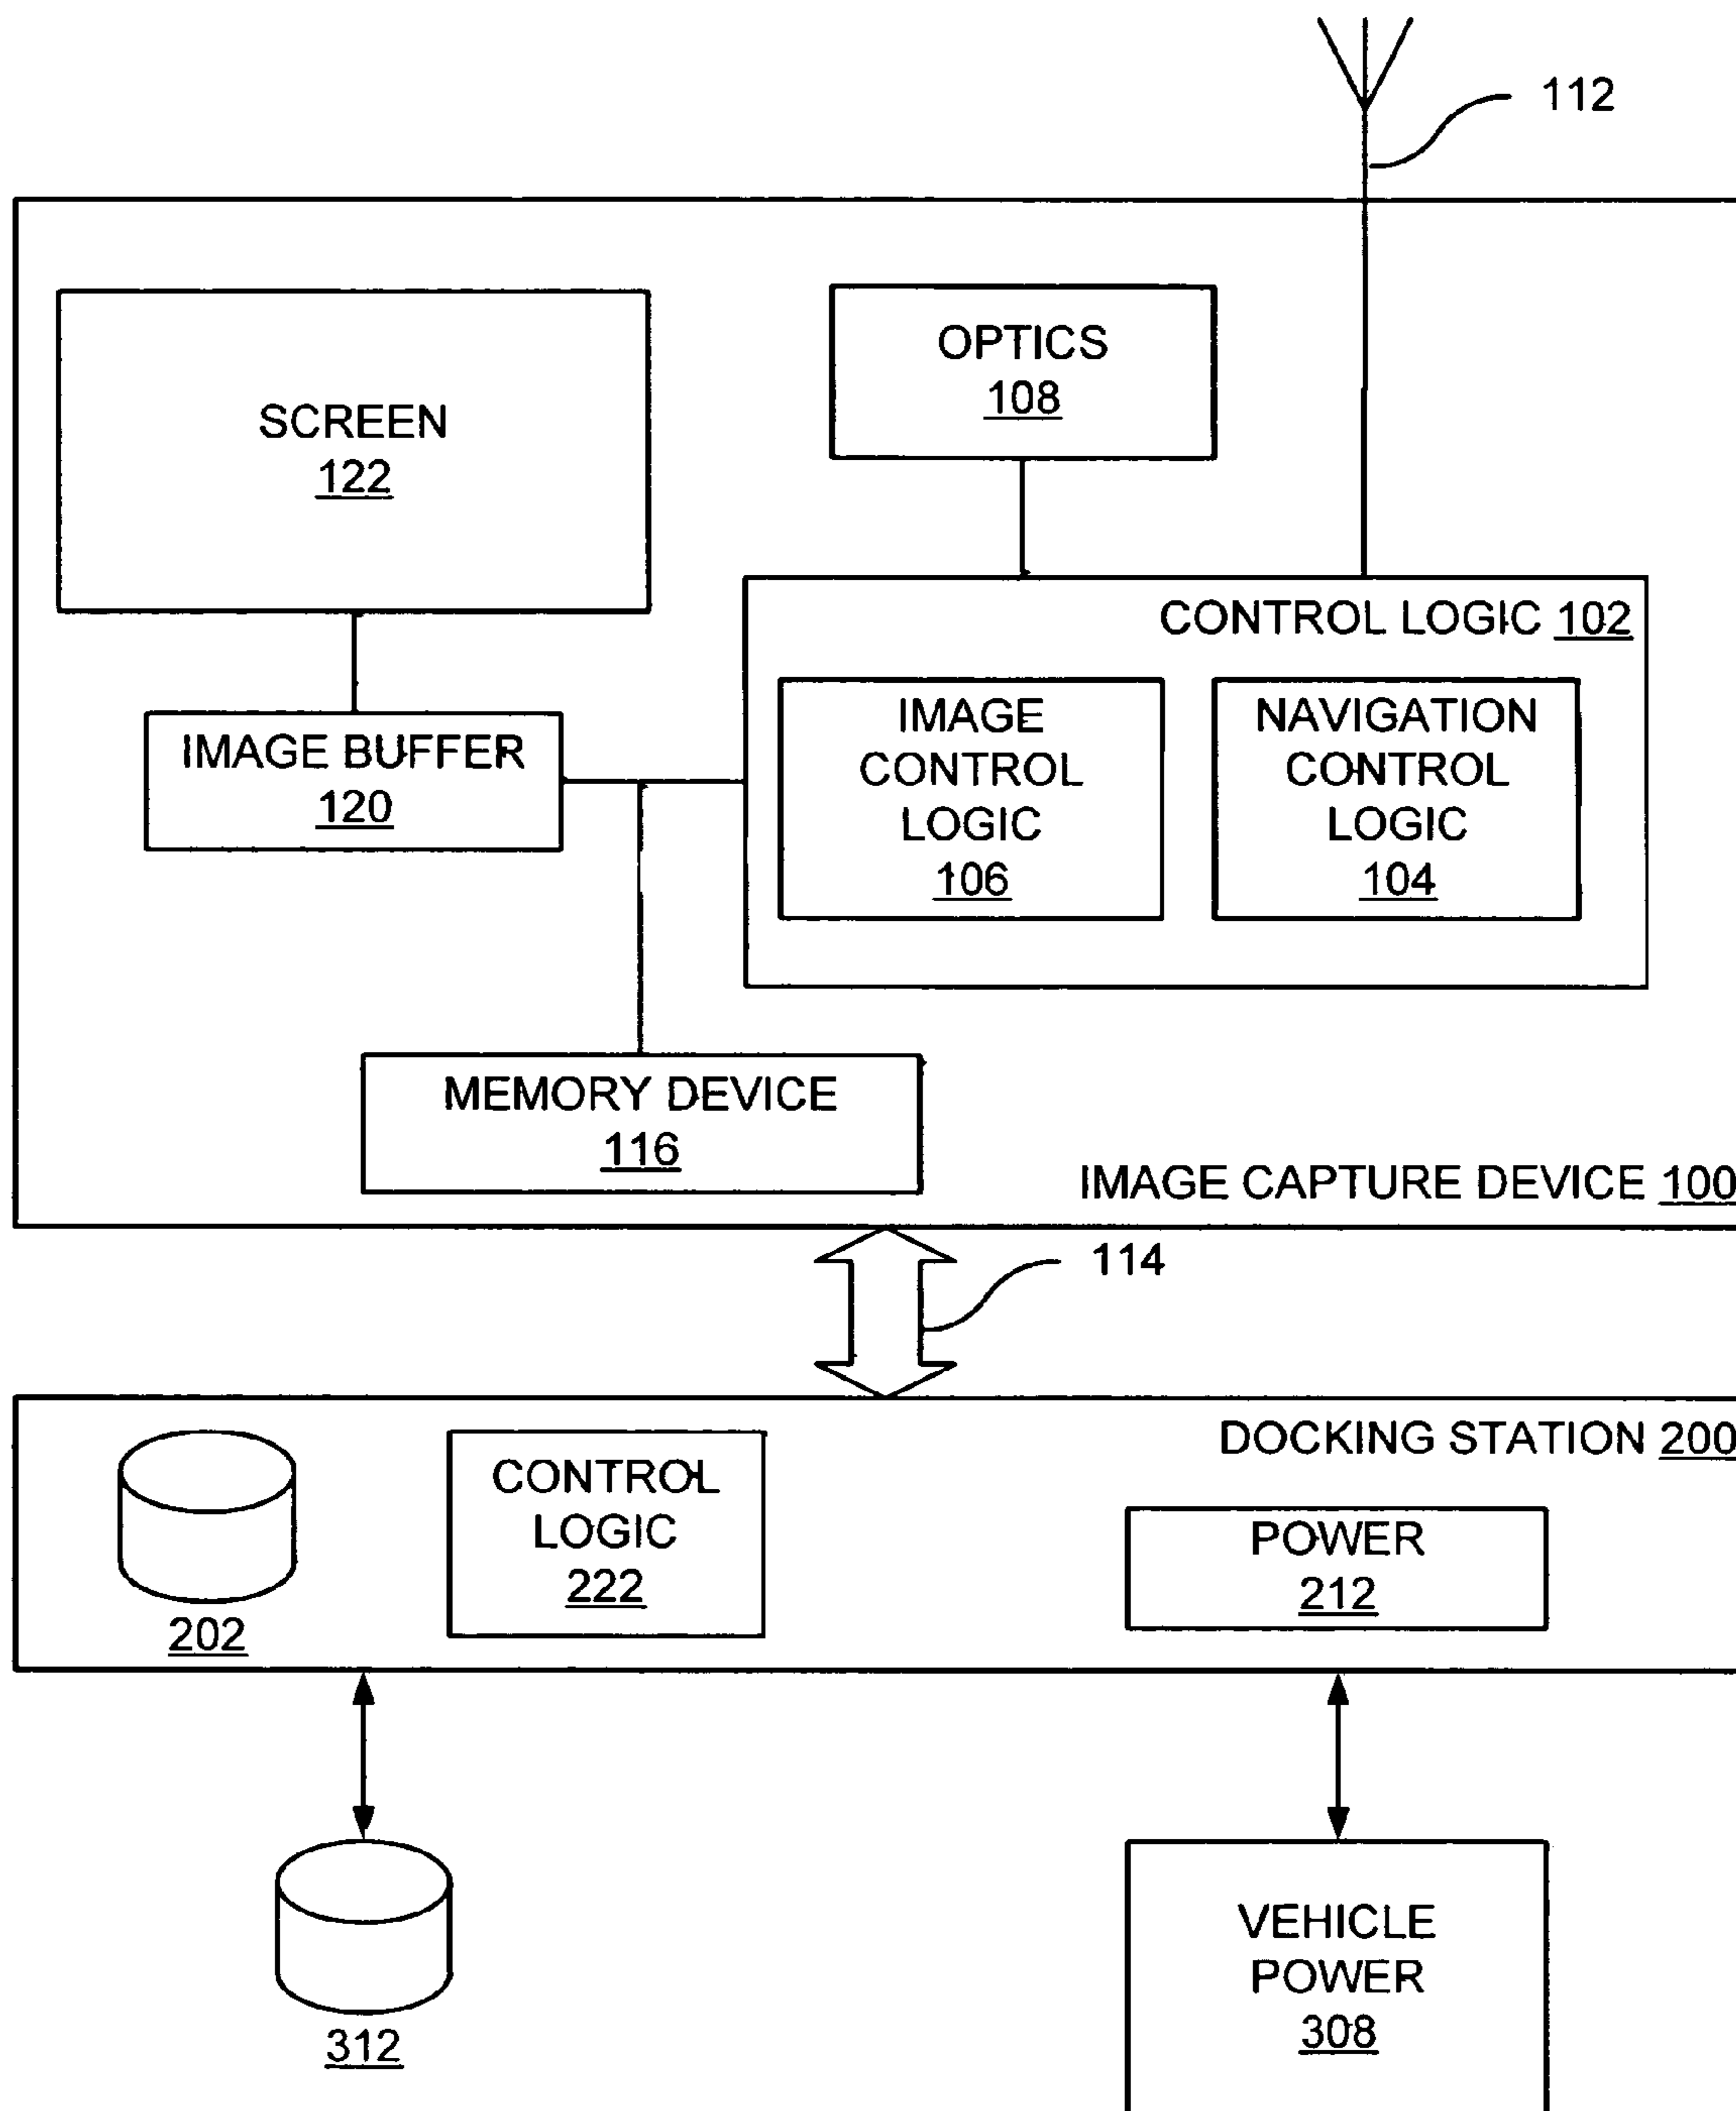 112
SCREEN
122
OPTICS
108
CONTROL LOGIC 102
IMAGE BUFFER
120
IMAGE
CONTROL
LOGIC
106
NAVIGATION
CONTROL
LOGIC
104
MEMORY DEVICE
116
IMAGE CAPTURE DEVICE 100
114
DOCKING STATION 200
202
CONTROL
LOGIC
222
POWER
212
312
VEHICLE
POWER
308